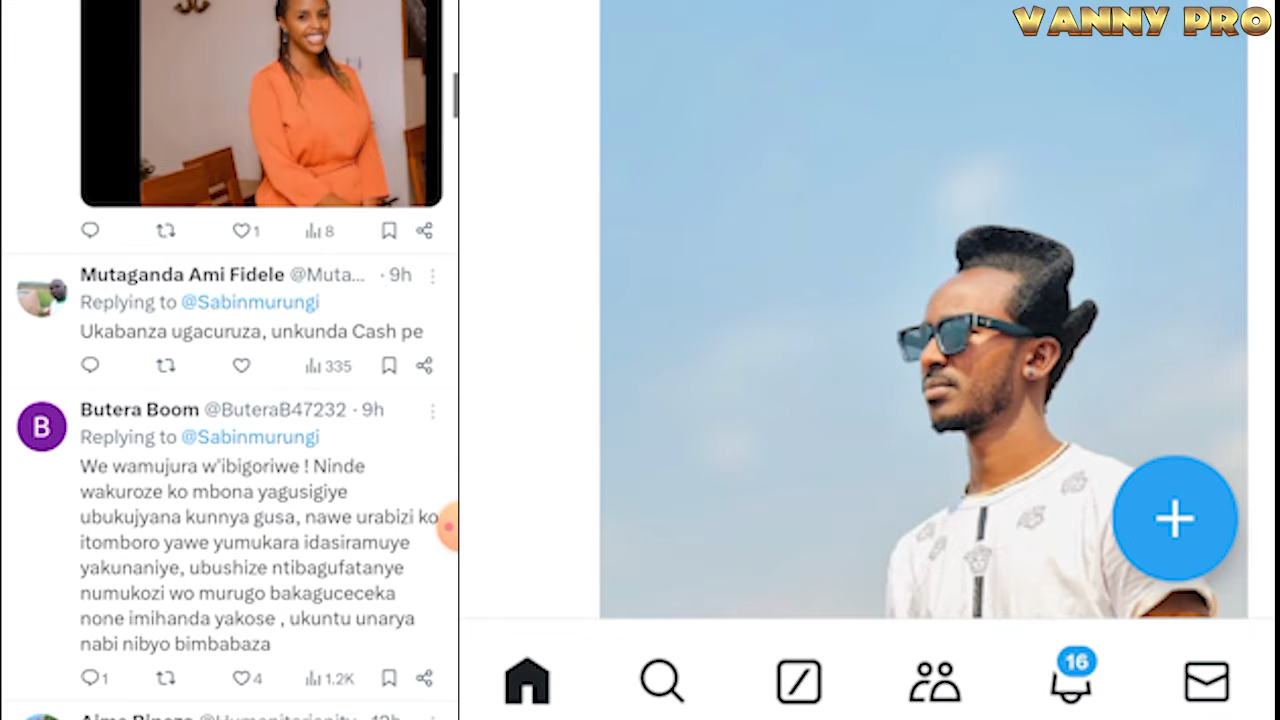 VANNY PRO
1
8
Mutaganda Ami Fidele @Muta... · 9h
Replying to @Sabinmurungi
Ukabanza ugacuruza, unkunda Cash pe
335
B
Butera Boom @ButeraB47232 · 9h
Replying to @Sabinmurungi
We wamujura w'ibigoriwe ! Ninde
wakuroze ko mbona yagusigiye
ubukujyana kunnya gusa, nawe urabizi ko
itomboro yawe yumukara idasiramuye
yakunaniye, ubushize ntibagufatanye
numukozi wo murugo bakaguceceka
none imihanda yakose , ukuntu unarya
nabi nibyo bimbabaza
1
4
1.2K
16